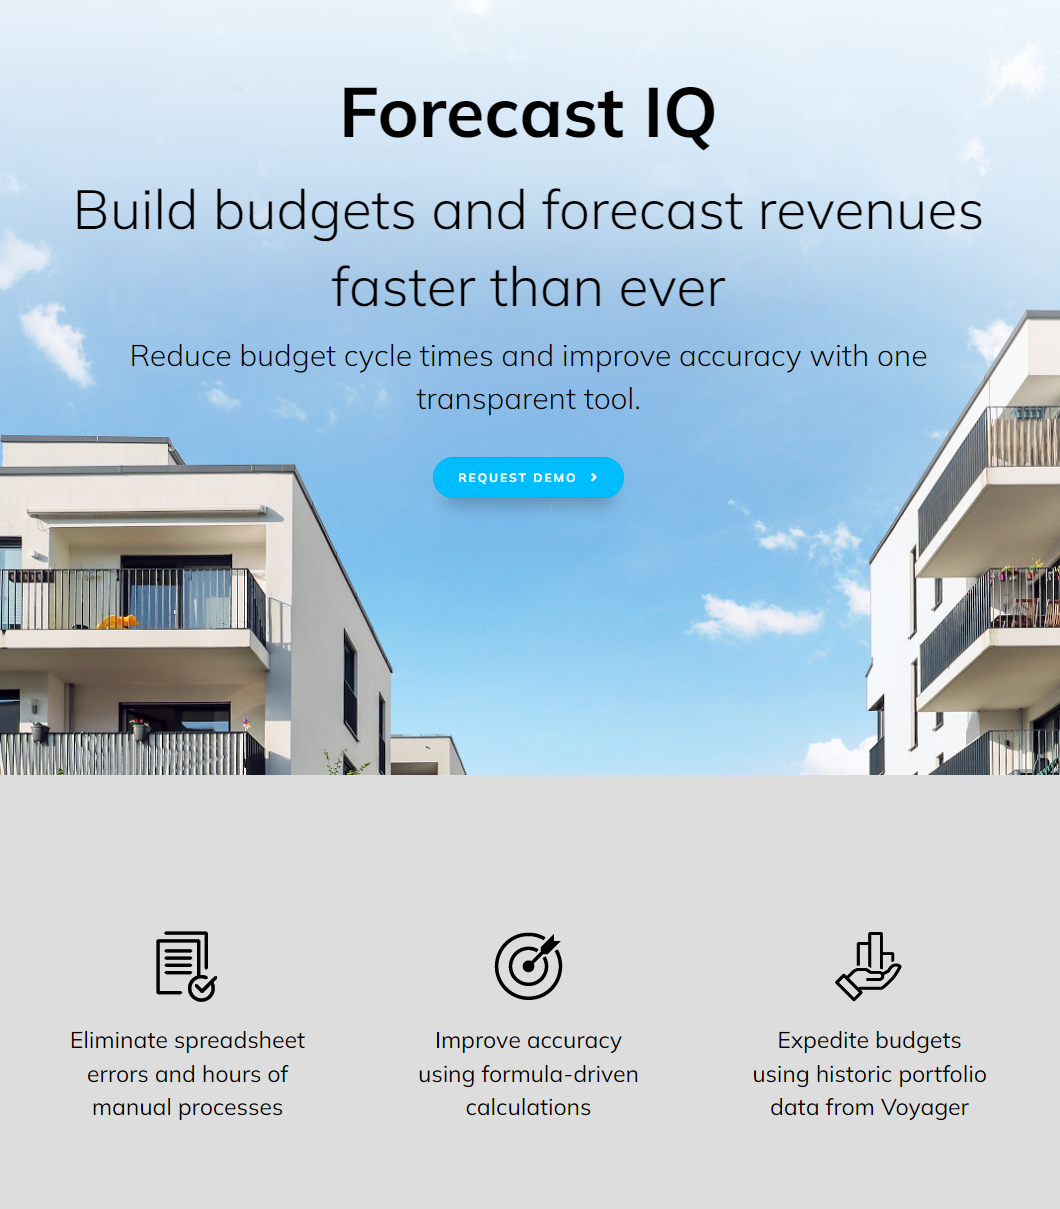 Forecast IQ
Build budgets and forecast revenues
faster than ever
Reduce budget cycle times and improve accuracy with one
transparent tool.
REQUEST DEMO
Eliminate spreadsheet
errors and hours of
manual processes
Improve accuracy
using formula-driven
calculations
Expedite budgets
using historic portfolio
data from Voyager